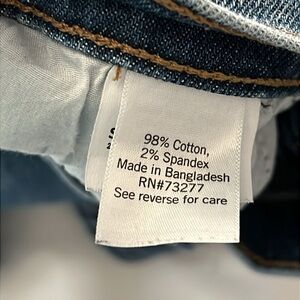 98% Cotton,
2% Spandex
Made in Bangladesh
RN#73277
See reverse for care